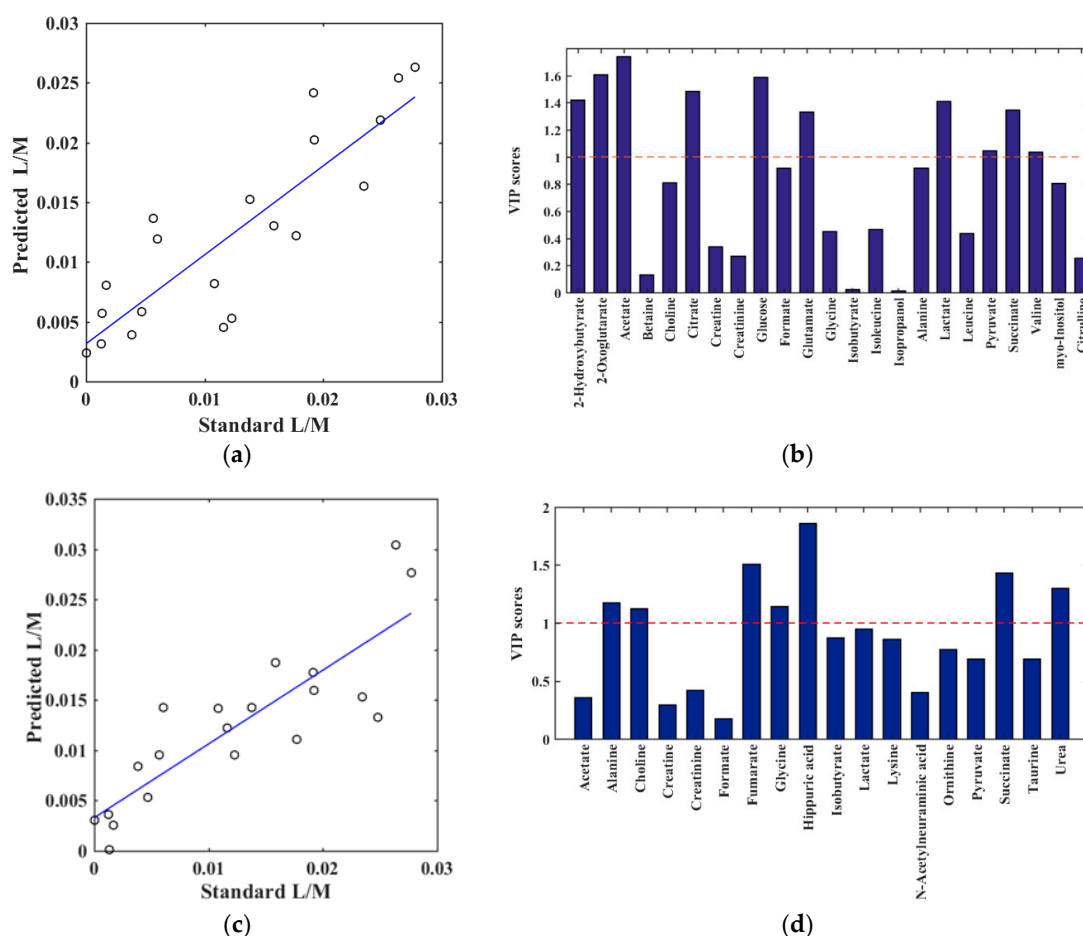 0.03
0.025
0.02
0.015
0.01
0.005
0
Predicted L/M
0
0.01
0.02
0.03
Standard L/M
(a)
1.6
1.4
1.2
1
0.8
0.6
0.4
0.2
0
VIP scores
2-Hydroxybutyrate
2-Oxoglutarate
Acetate
Betaine
Choline
Citrate
Creatine
Creatinine
Glucose
Formate
Glutamate
Glycine
Isobutyrate
Isoleucine
Isopropanol
Alanine
Lactate
Leucine
Pyruvate
Succinate
Valine
myo-Inositol
Citrulline
(b)
0.035
0.03
0.025
0.02
0.015
0.01
0.005
0
Predicted L/M
0
0.01
0.02
0.03
Standard L/M
(c)
2
1.5
1
0.5
0
VIP scores
Acetate
Alanine
Choline
Creatine
Creatinine
Formate
Fumarate
Glycine
Hippuric acid
Isobutyrate
Lactate
Lysine
N-Acetylneuraminic acid
Ornithine
Pyruvate
Succinate
Taurine
Urea
(d)